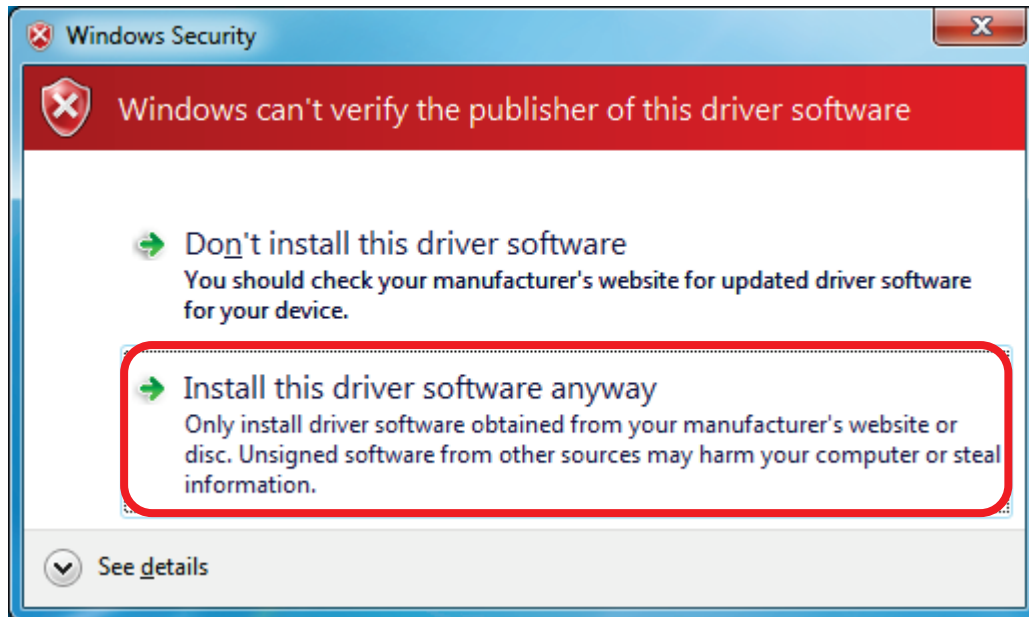 Windows Security
Windows can't verify the publisher of this driver software
Don't install this driver software
You should check your manufacturer's website for updated driver software
for your device.
Install this driver software anyway
Only install driver software obtained from your manufacturer's website or
disc. Unsigned software from other sources may harm your computer or steal
information.
See details